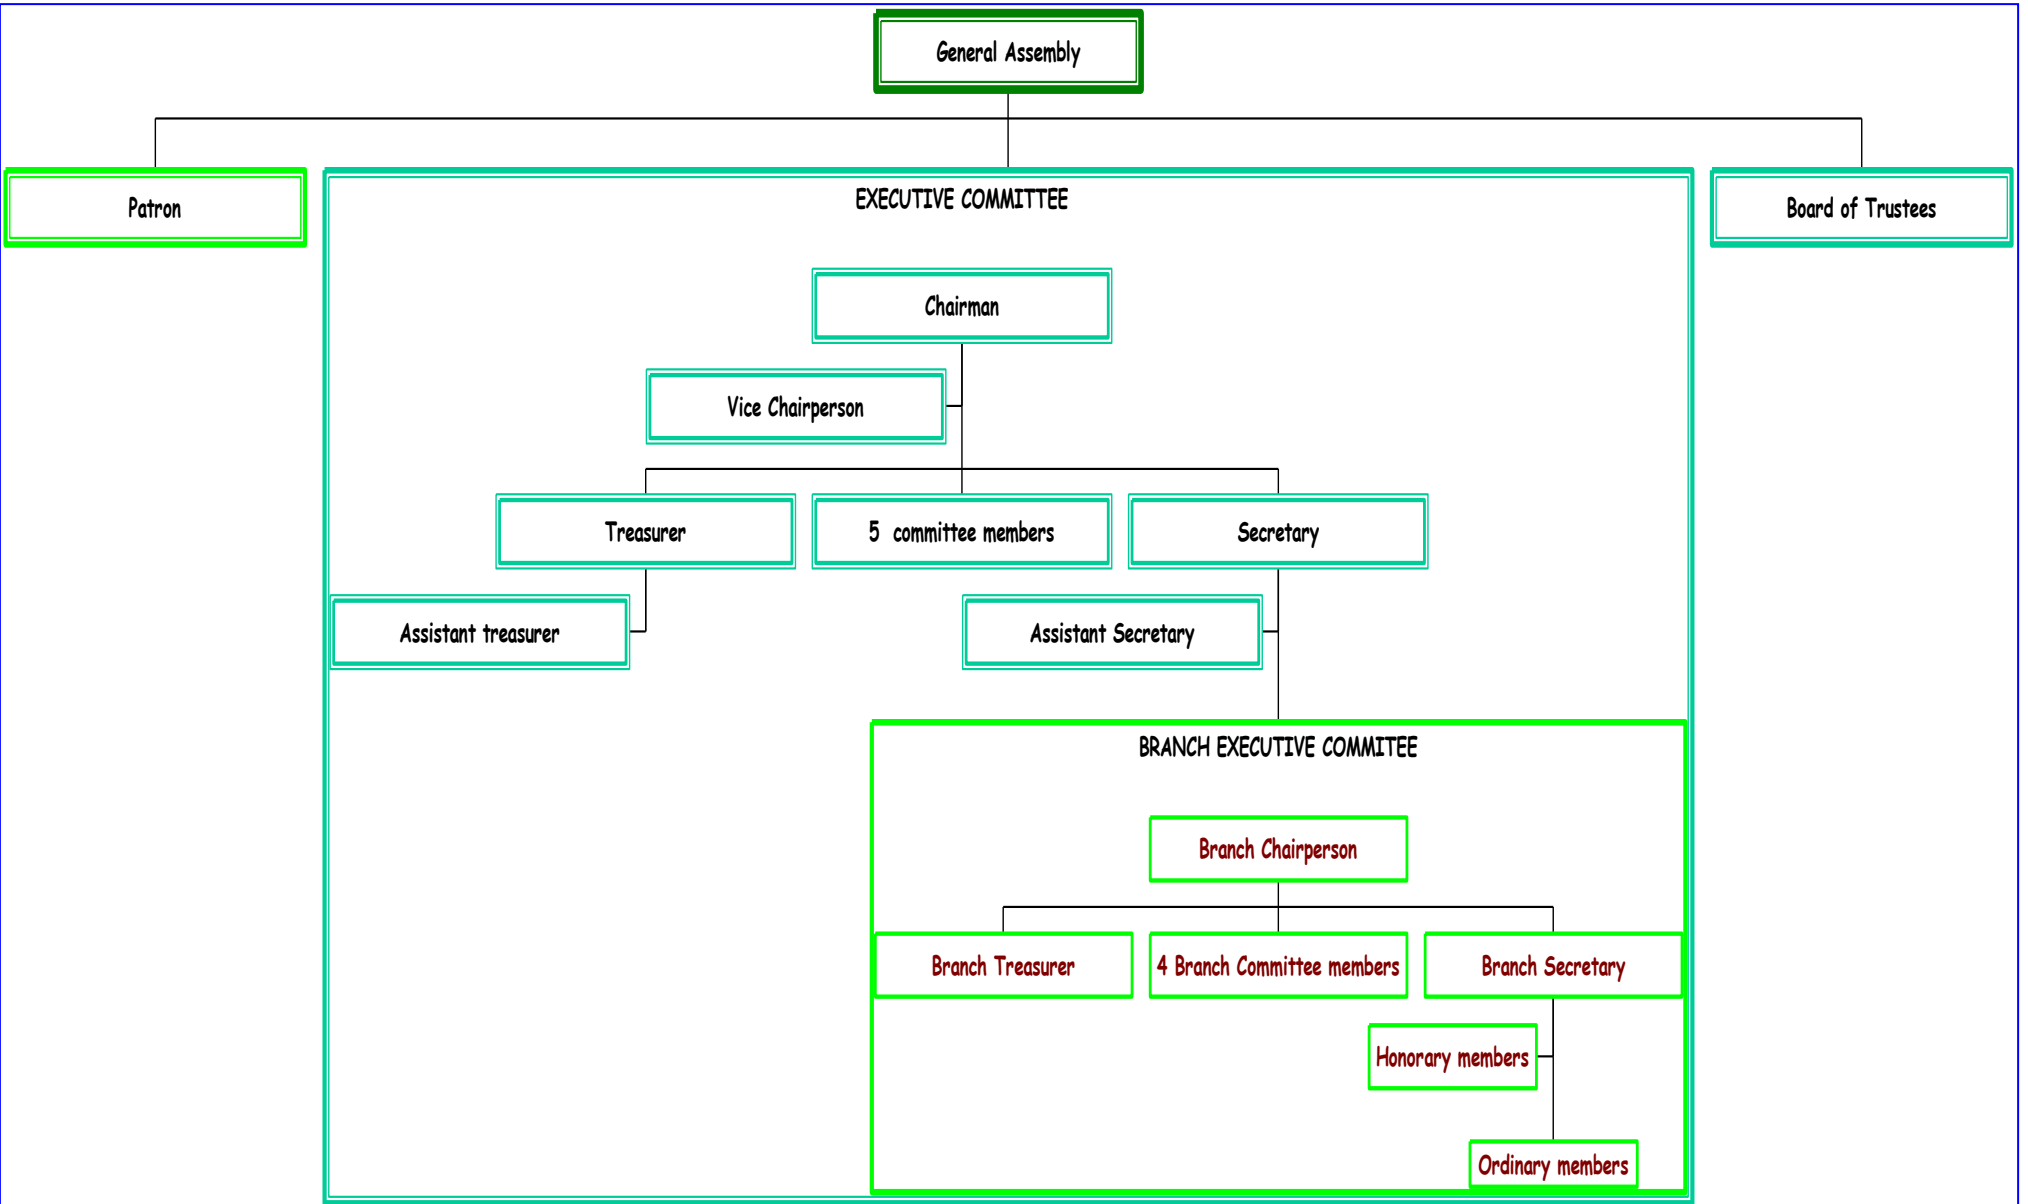 General Assembly
Patron
EXECUTIVE COMMITTEE
Board of Trustees
Chairman
Vice Chairperson
Treasurer
5 committee members
Secretary
Assistant treasurer
Assistant Secretary
BRANCH EXECUTIVE COMMITEE
Branch Chairperson
Branch Treasurer
4 Branch Committee members
Branch Secretary
Honorary members
Ordinary members